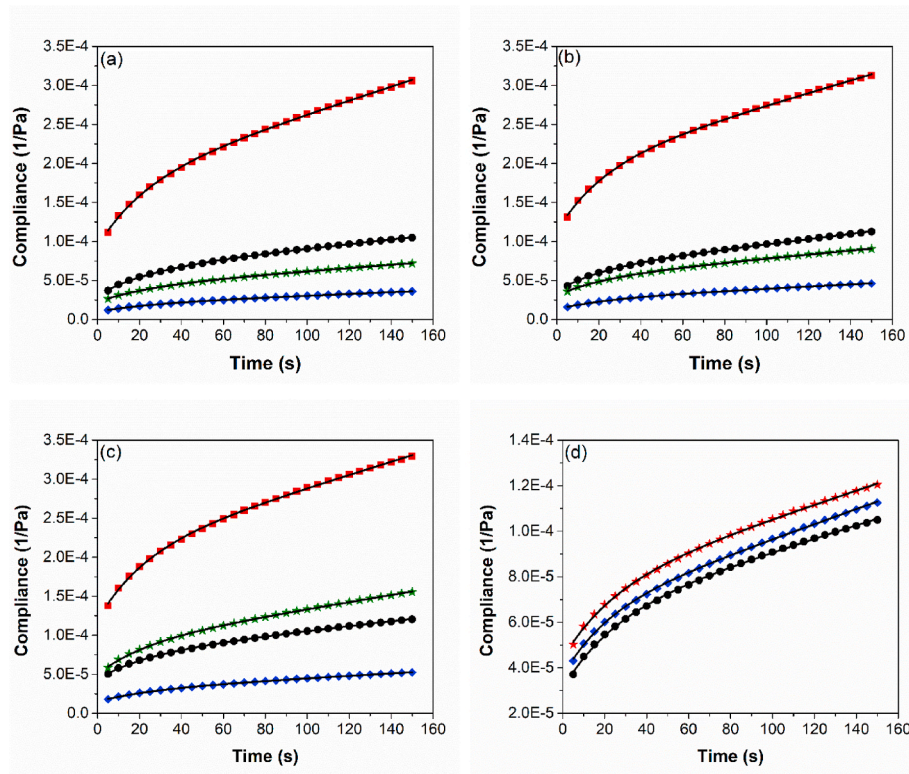 (a)
3.5E-4
3.0E-4
2.5E-4
2.0E-4
1.5E-4
1.0E-4
5.0E-5
0.0
Compliance (1/Pa)
0 20 40 60 80 100 120 140 160
Time (s)
(b)
3.5E-4
3.0E-4
2.5E-4
2.0E-4
1.5E-4
1.0E-4
5.0E-5
0.0
Compliance (1/Pa)
0 20 40 60 80 100 120 140 160
Time (s)
(c)
3.5E-4
3.0E-4
2.5E-4
2.0E-4
1.5E-4
1.0E-4
5.0E-5
0.0
Compliance (1/Pa)
0 20 40 60 80 100 120 140 160
Time (s)
(d)
1.4E-4
1.2E-4
1.0E-4
8.0E-5
6.0E-5
4.0E-5
2.0E-5
Compliance (1/Pa)
0 20 40 60 80 100 120 140 160
Time (s)